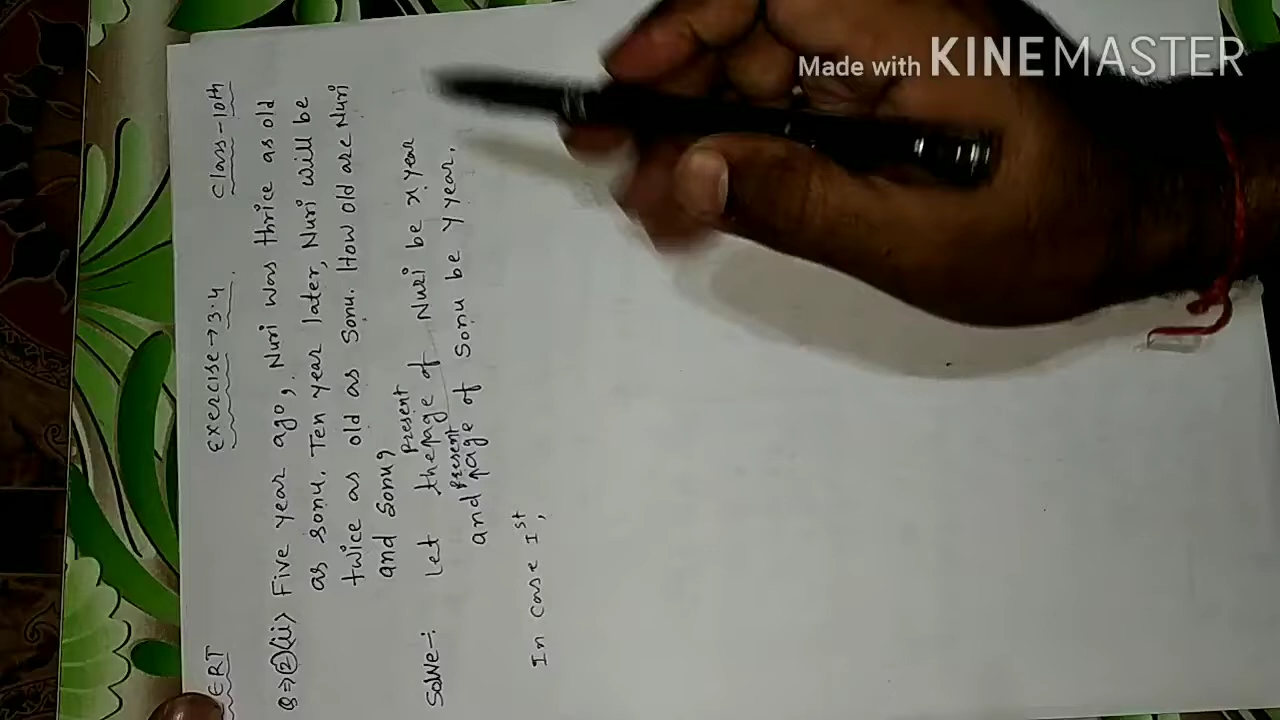 Made with KINEMASTER
ERT Exercise→3.4. Class-10th
Q⇒②(ii)> Five year ago, Nuri was thrice as old
as sonu. Ten year later, Nuri will be
twice as old as Sonu. How old are Nuri
and Sonu?
Solve-: Let the present age of Nuri be x year
and present age of Sonu be y year.
In case Ist,